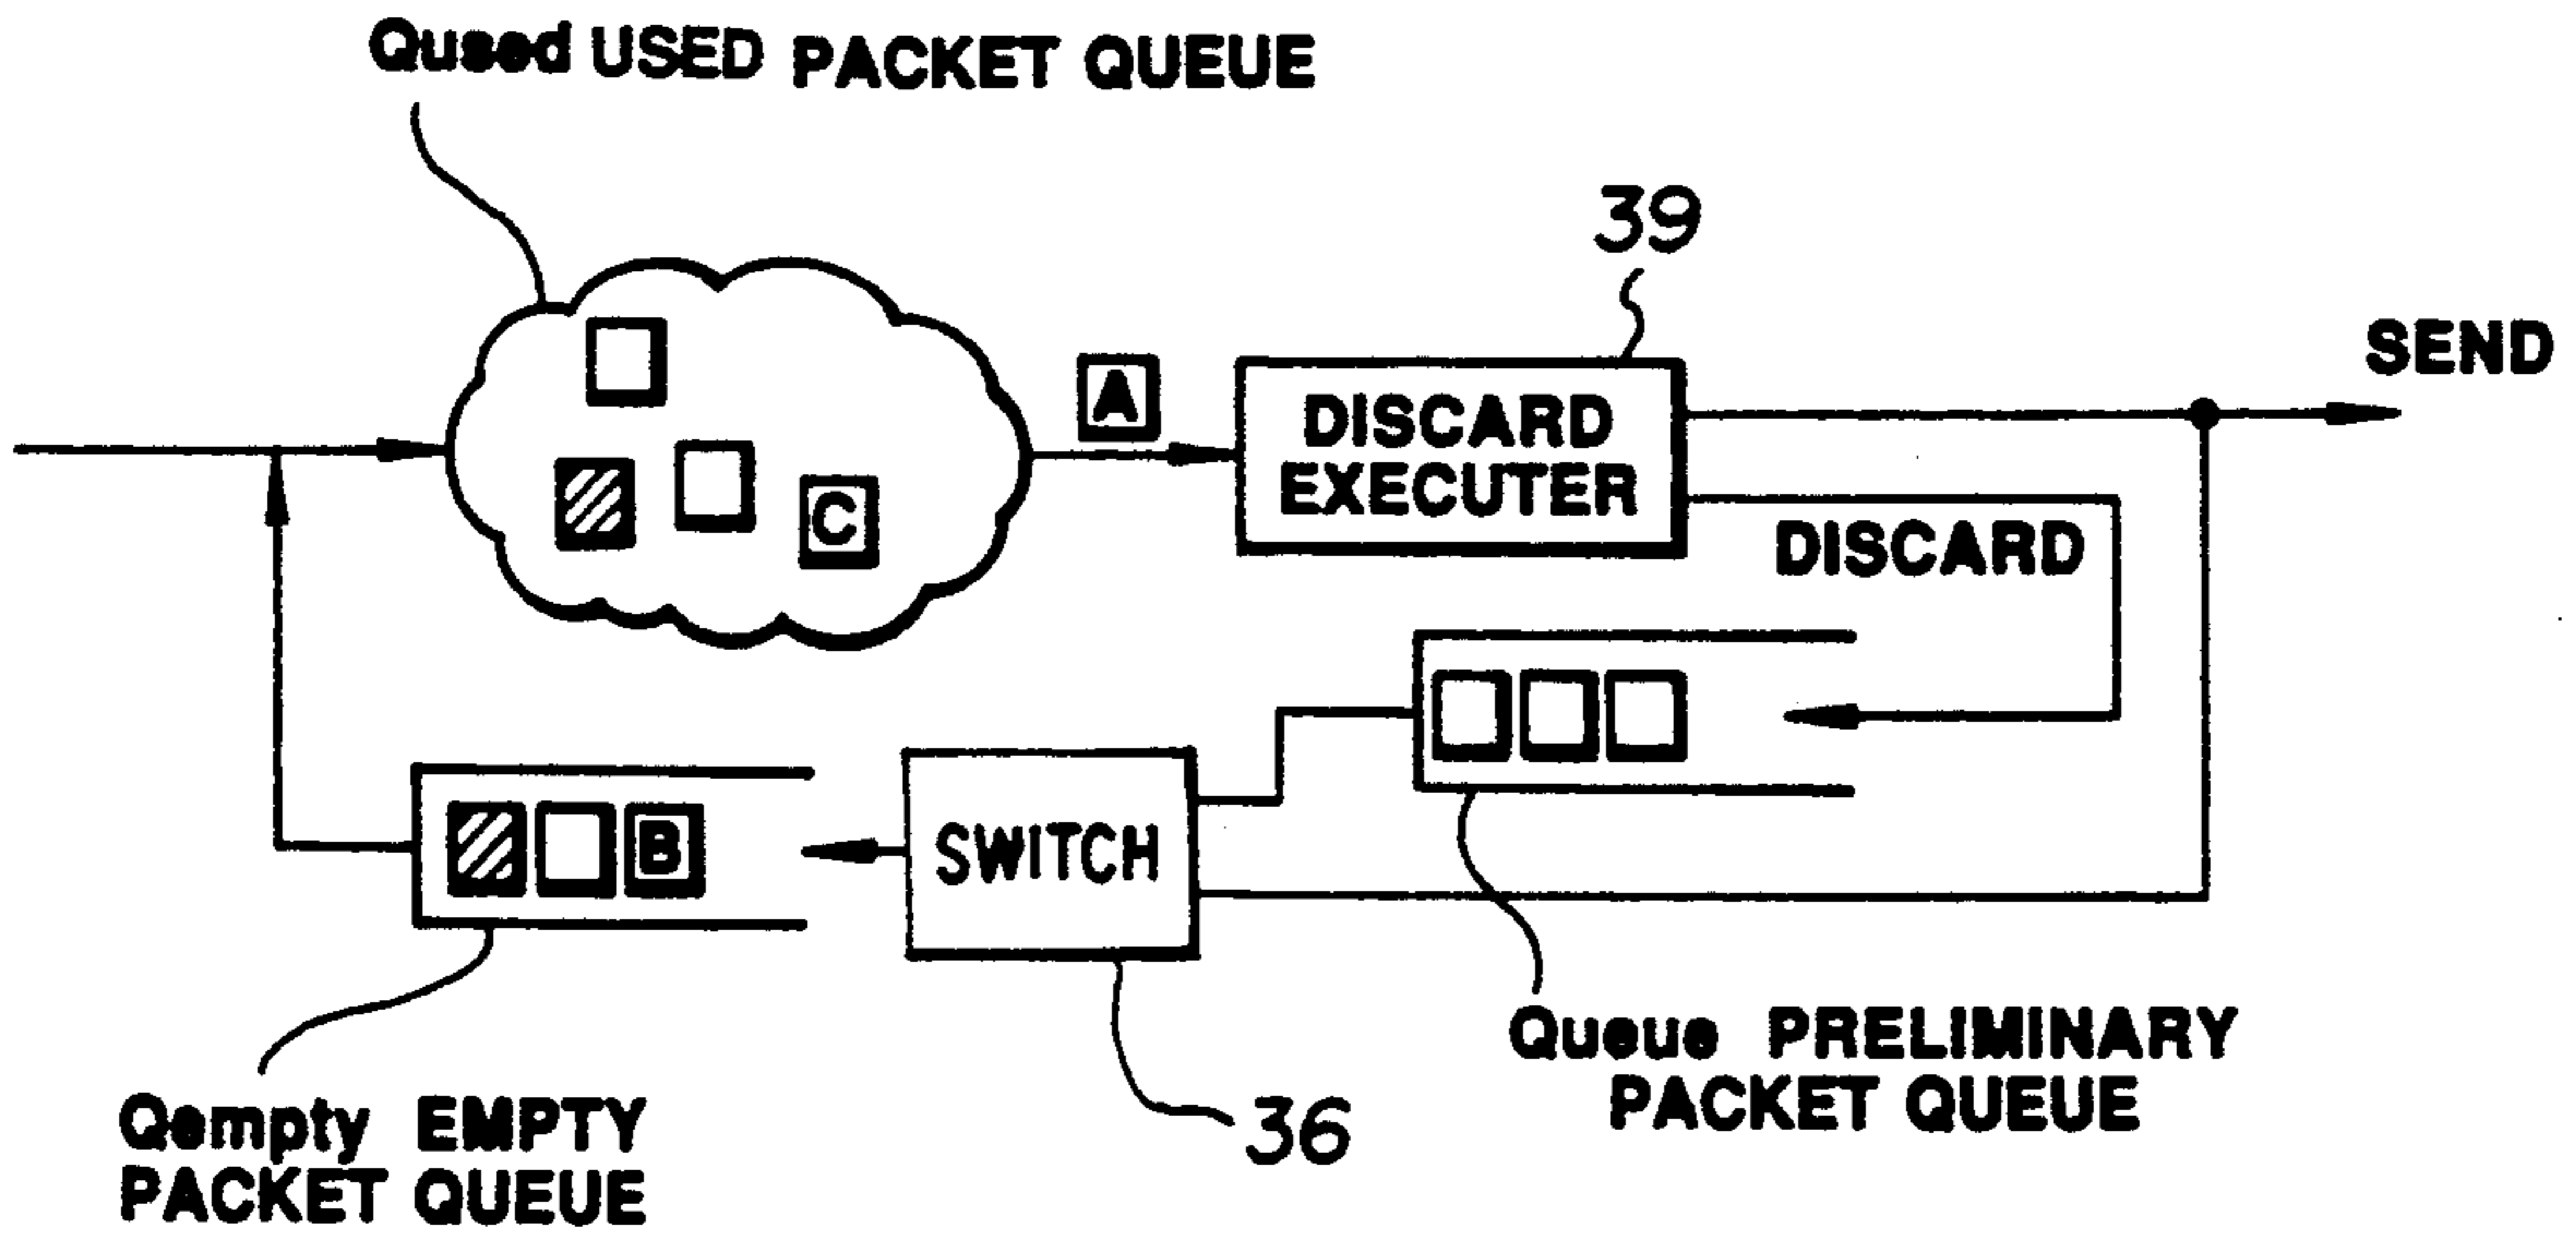 Qused USED PACKET QUEUE
39
SEND
A
DISCARD
EXECUTER
C
DISCARD
B
SWITCH
Queue PRELIMINARY
PACKET QUEUE
Qempty EMPTY
PACKET QUEUE
36